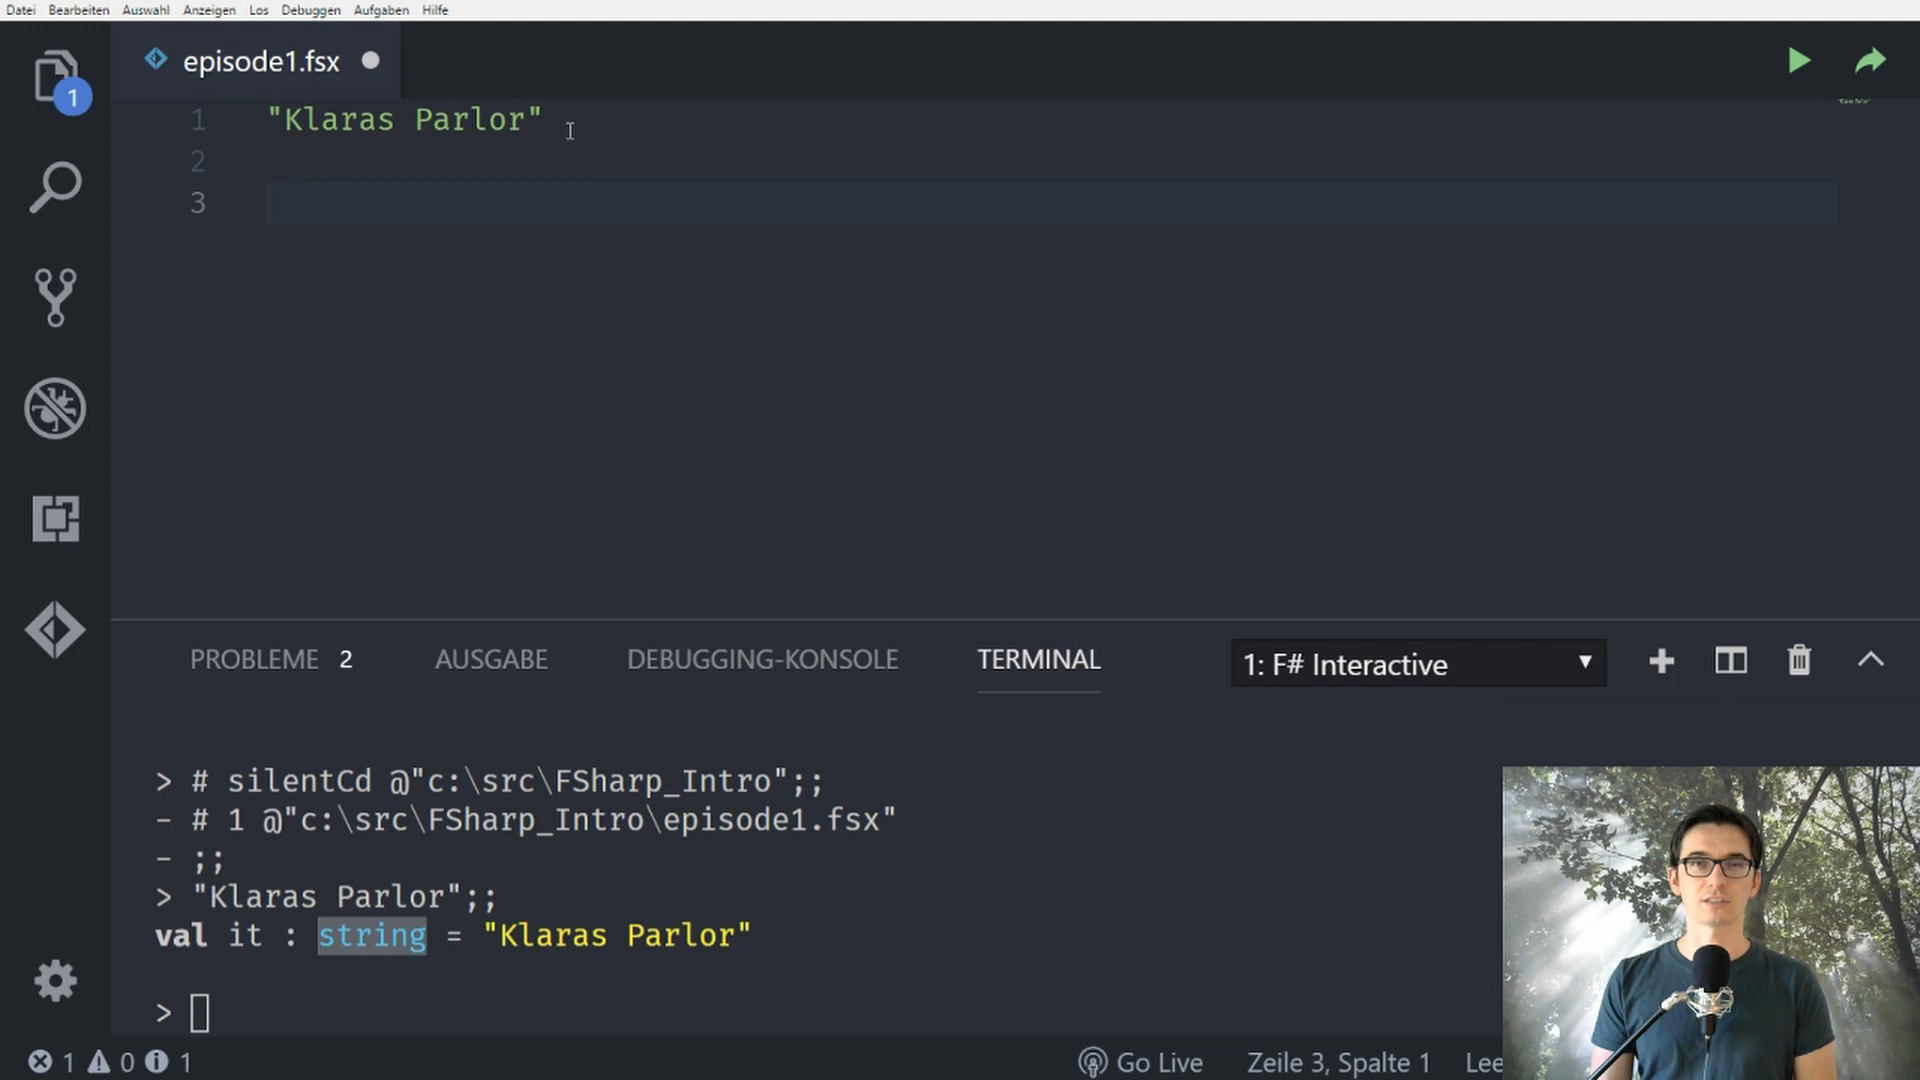 Datei Bearbeiten Auswahl Anzeigen Los Debuggen Aufgaben Hilfe
1
episode1.fsx
1 "Klaras Parlor"
2
3
PROBLEME 2 AUSGABE DEBUGGING-KONSOLE TERMINAL 1: F# Interactive
> # silentCd @"c:\src\FSharp_Intro";;
- # 1 @"c:\src\FSharp_Intro\episode1.fsx"
- ;;
> "Klaras Parlor";;
val it : string = "Klaras Parlor"
>
1 0 1 Go Live Zeile 3, Spalte 1 Lee